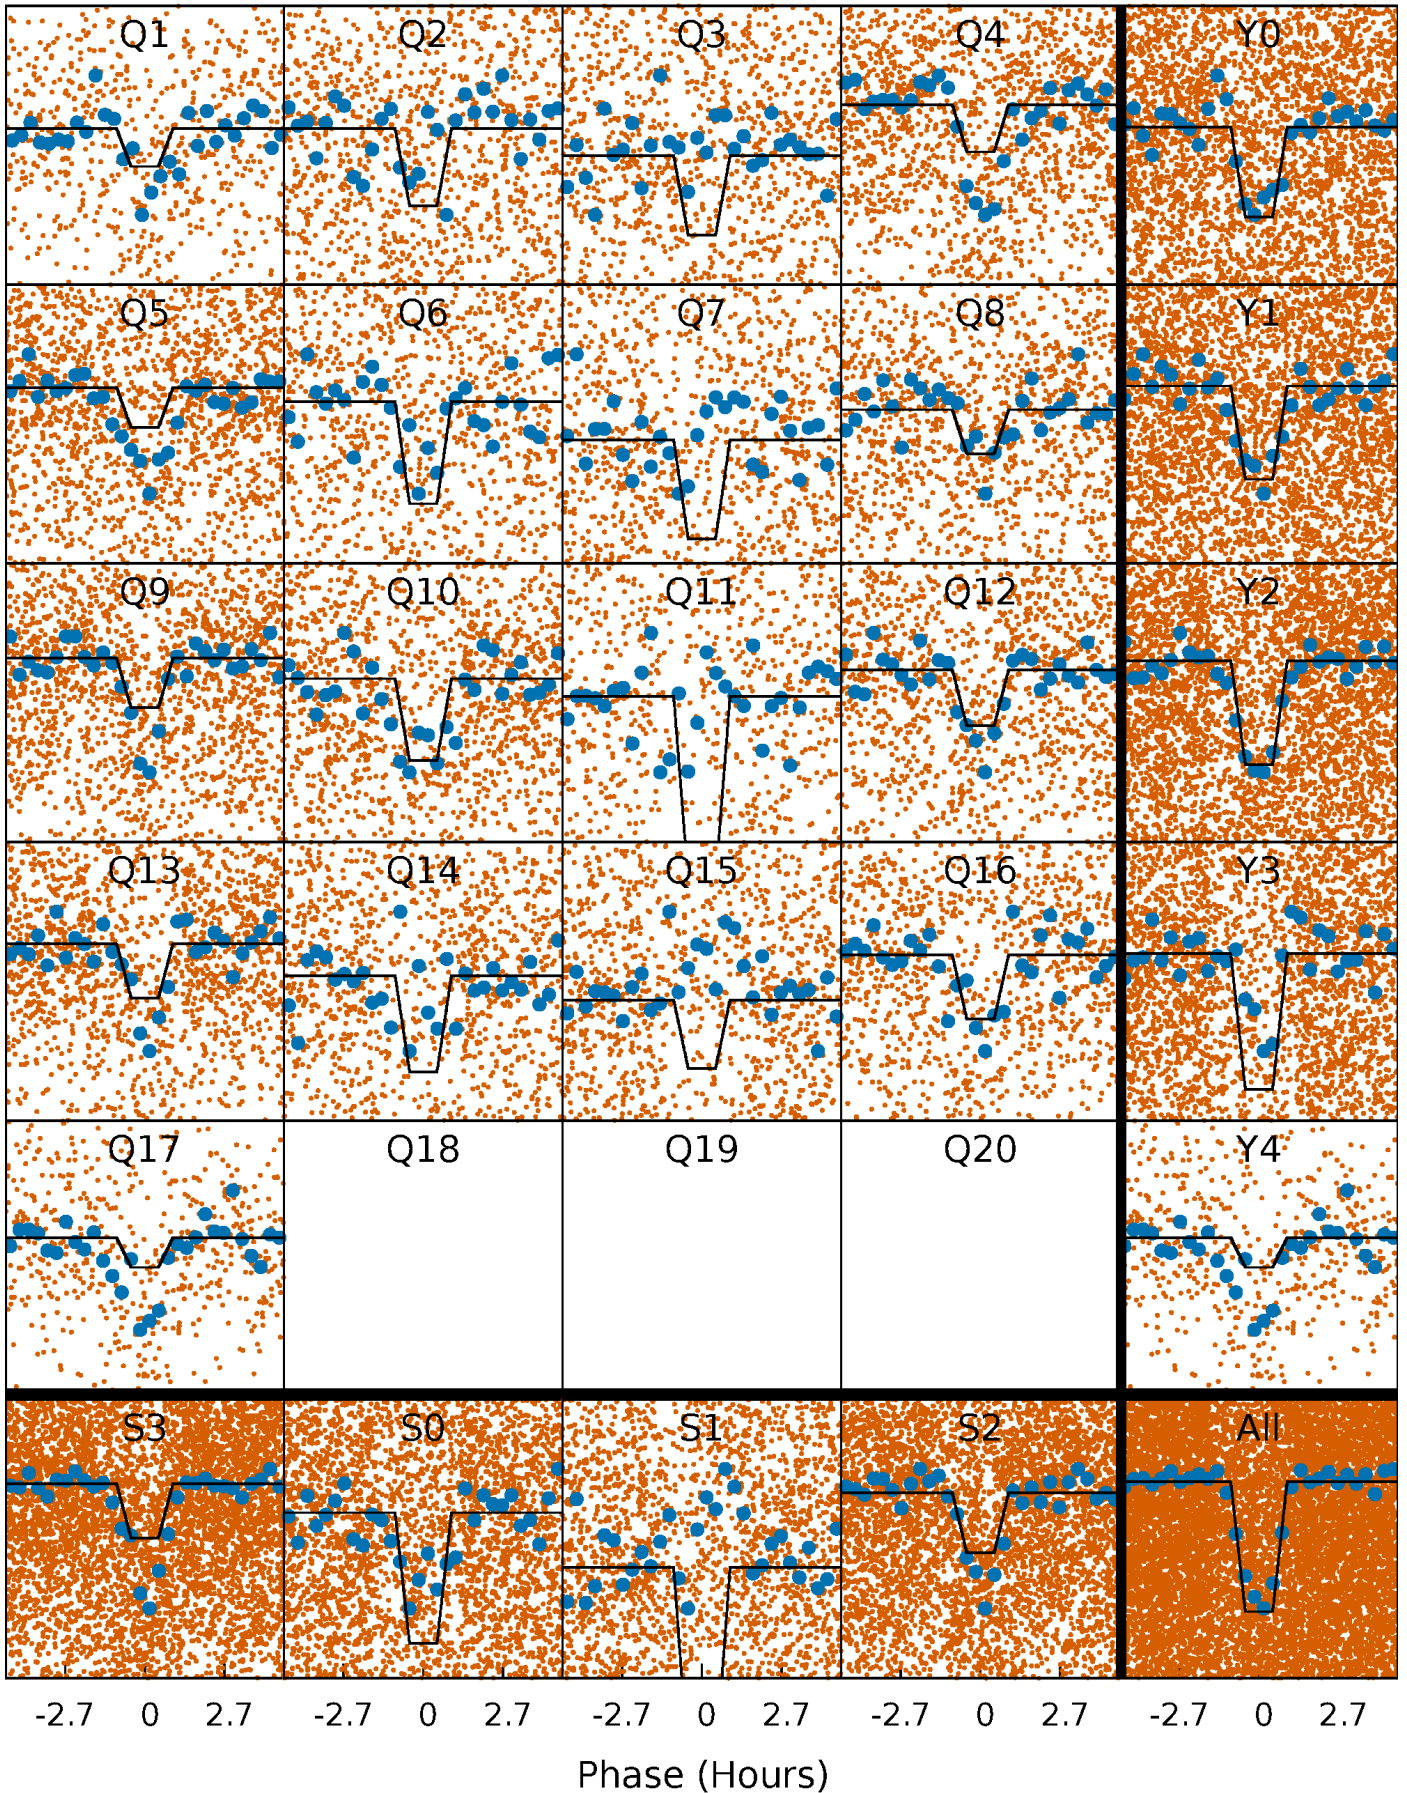 Q1 Q2 Q3 Q4 Y0
Q5 Q6 Q7 Q8 Y1
Q9 Q10 Q11 Q12 Y2
Q13 Q14 Q15 Q16 Y3
Q17 Q18 Q19 Q20 Y4
S3 S0 S1 S2 All
-2.7 0 2.7 -2.7 0 2.7 -2.7 0 2.7 -2.7 0 2.7 -2.7 0 2.7
Phase (Hours)